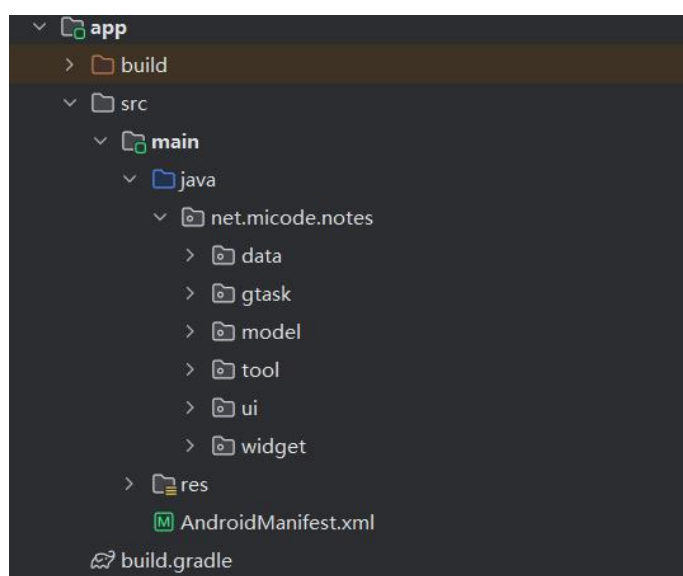 app
build
src
main
java
net.micode.notes
data
gtask
model
tool
ui
widget
res
AndroidManifest.xml
build.gradle